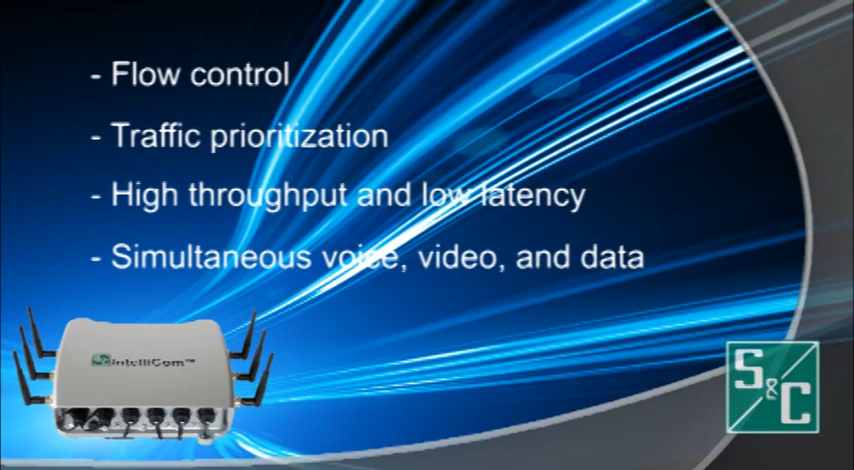 - Flow control
- Traffic prioritization
- High throughput and low latency
- Simultaneous voice, video, and data
IntelliCom™
S&C